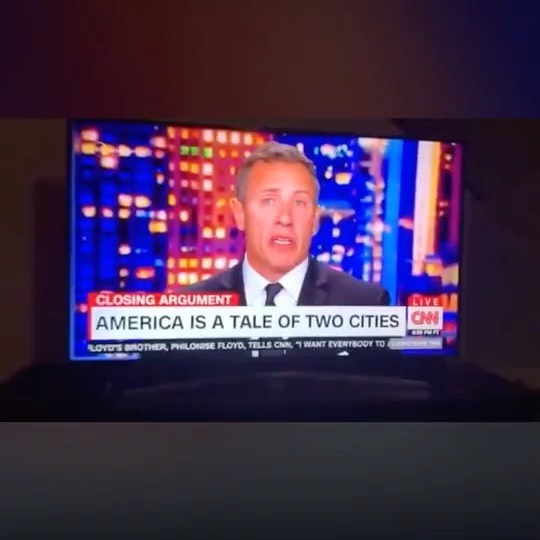 CLOSING ARGUMENT
LIVE
AMERICA IS A TALE OF TWO CITIES
CNN
FLOYD'S BROTHER, PHILONISE FLOYD, TELLS CNN, "I WANT EVERYBODY TO